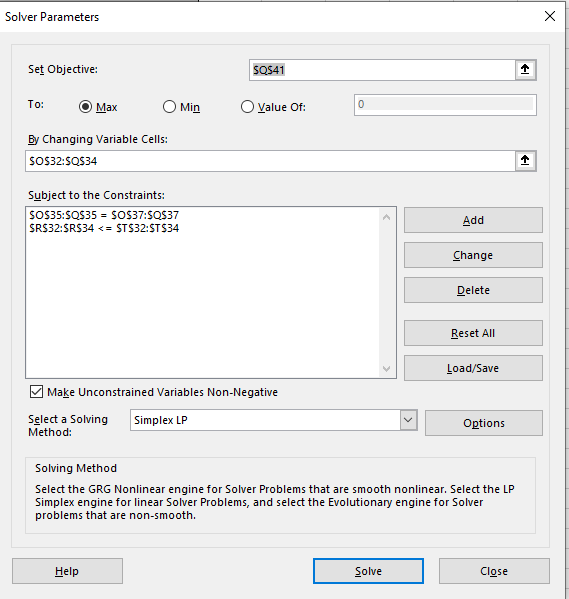 Solver Parameters
Set Objective:
$Q$41
To:
Max
Min
Value Of:
0
By Changing Variable Cells:
$O$32:$Q$34
Subject to the Constraints:
$O$35:$Q$35 = $O$37:$Q$37
$R$32:$R$34 <= $T$32:$T$34
Add
Change
Delete
Reset All
Load/Save
Make Unconstrained Variables Non-Negative
Select a Solving
Method:
Simplex LP
Options
Solving Method
Select the GRG Nonlinear engine for Solver Problems that are smooth nonlinear. Select the LP
Simplex engine for linear Solver Problems, and select the Evolutionary engine for Solver
problems that are non-smooth.
Help
Solve
Close